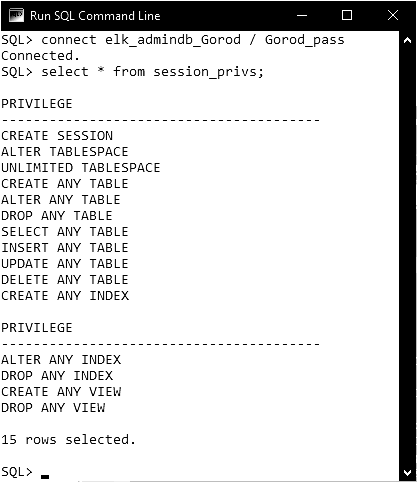 Run SQL Command Line
SQL> connect elk_admindb_Gorod / Gorod_pass
Connected.
SQL> select * from session_privs;
PRIVILEGE
----------------------------------------
CREATE SESSION
ALTER TABLESPACE
UNLIMITED TABLESPACE
CREATE ANY TABLE
ALTER ANY TABLE
DROP ANY TABLE
SELECT ANY TABLE
INSERT ANY TABLE
UPDATE ANY TABLE
DELETE ANY TABLE
CREATE ANY INDEX
PRIVILEGE
----------------------------------------
ALTER ANY INDEX
DROP ANY INDEX
CREATE ANY VIEW
DROP ANY VIEW
15 rows selected.
SQL>